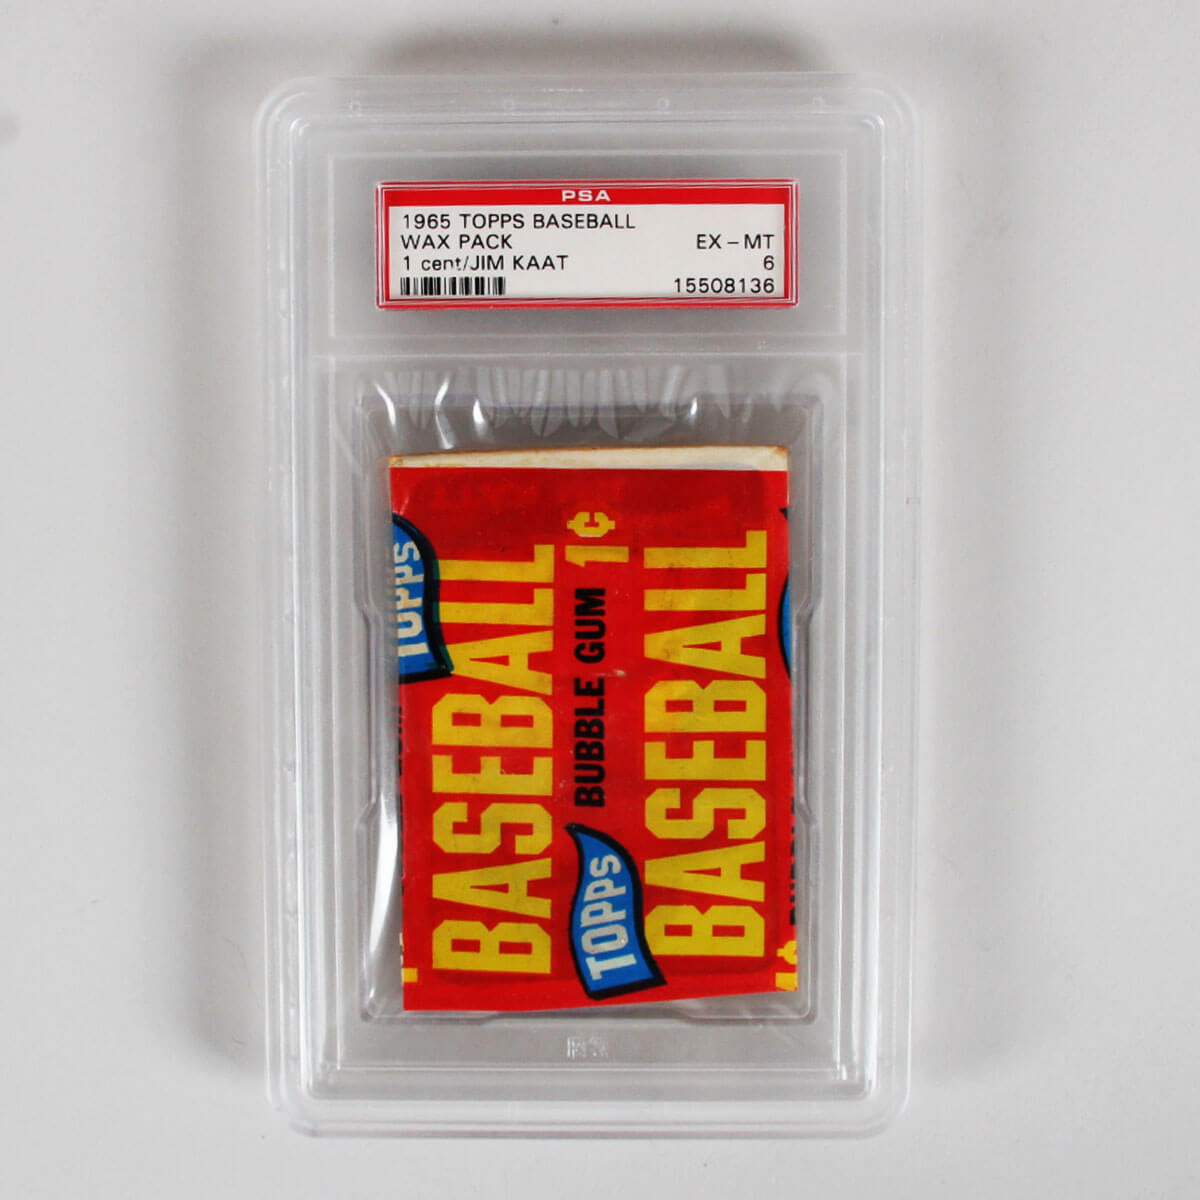 PSA
1965 TOPPS BASEBALL
WAX PACK EX – MT
1 cent/JIM KAAT 6
15508136
TOPPS
BASEBALL
BUBBLE GUM 1¢
TOPPS
BASEBALL